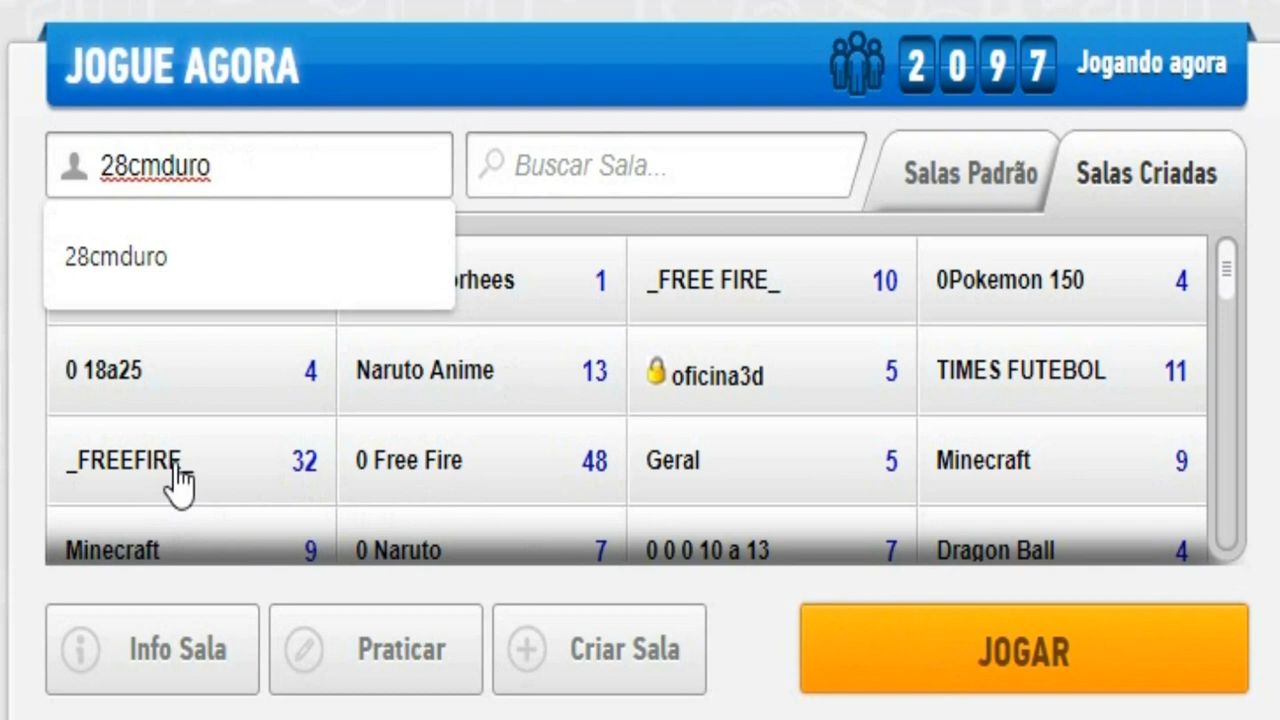 JOGUE AGORA
2097 Jogando agora
28cmduro
Buscar Sala...
Salas Padrão
Salas Criadas
28cmduro
orhees 1
_FREE FIRE_ 10
0Pokemon 150 4
0 18a25 4
Naruto Anime 13
oficina3d 5
TIMES FUTEBOL 11
_FREEFIRE_ 32
0 Free Fire 48
Geral 5
Minecraft 9
Minecraft 9
0 Naruto 7
0 0 0 10 a 13 7
Dragon Ball 4
Info Sala
Praticar
Criar Sala
JOGAR